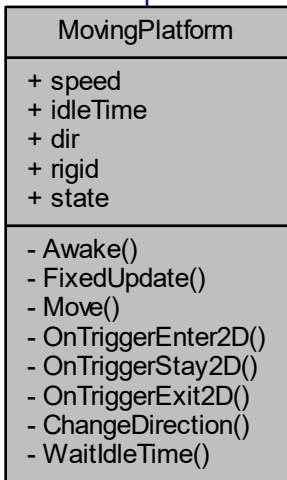 MovingPlatform
+ speed
+ idleTime
+ dir
+ rigid
+ state
- Awake()
- FixedUpdate()
- Move()
- OnTriggerEnter2D()
- OnTriggerStay2D()
- OnTriggerExit2D()
- ChangeDirection()
- WaitIdleTime()